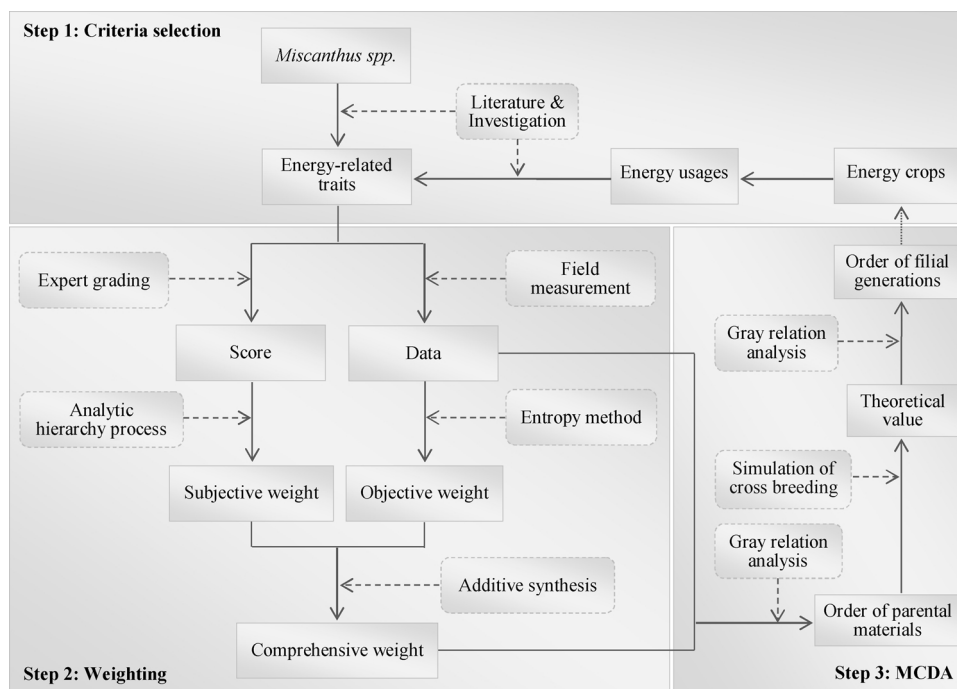 Step 1: Criteria selection
Miscanthus spp.
Literature &
Investigation
Energy-related
traits
Energy usages
Energy crops
Expert grading
Field
measurement
Order of filial
generations
Score
Data
Gray relation
analysis
Analytic
hierarchy process
Entropy method
Theoretical
value
Subjective weight
Objective weight
Simulation of
cross breeding
Gray relation
analysis
Additive synthesis
Order of parental
materials
Comprehensive weight
Step 2: Weighting
Step 3: MCDA